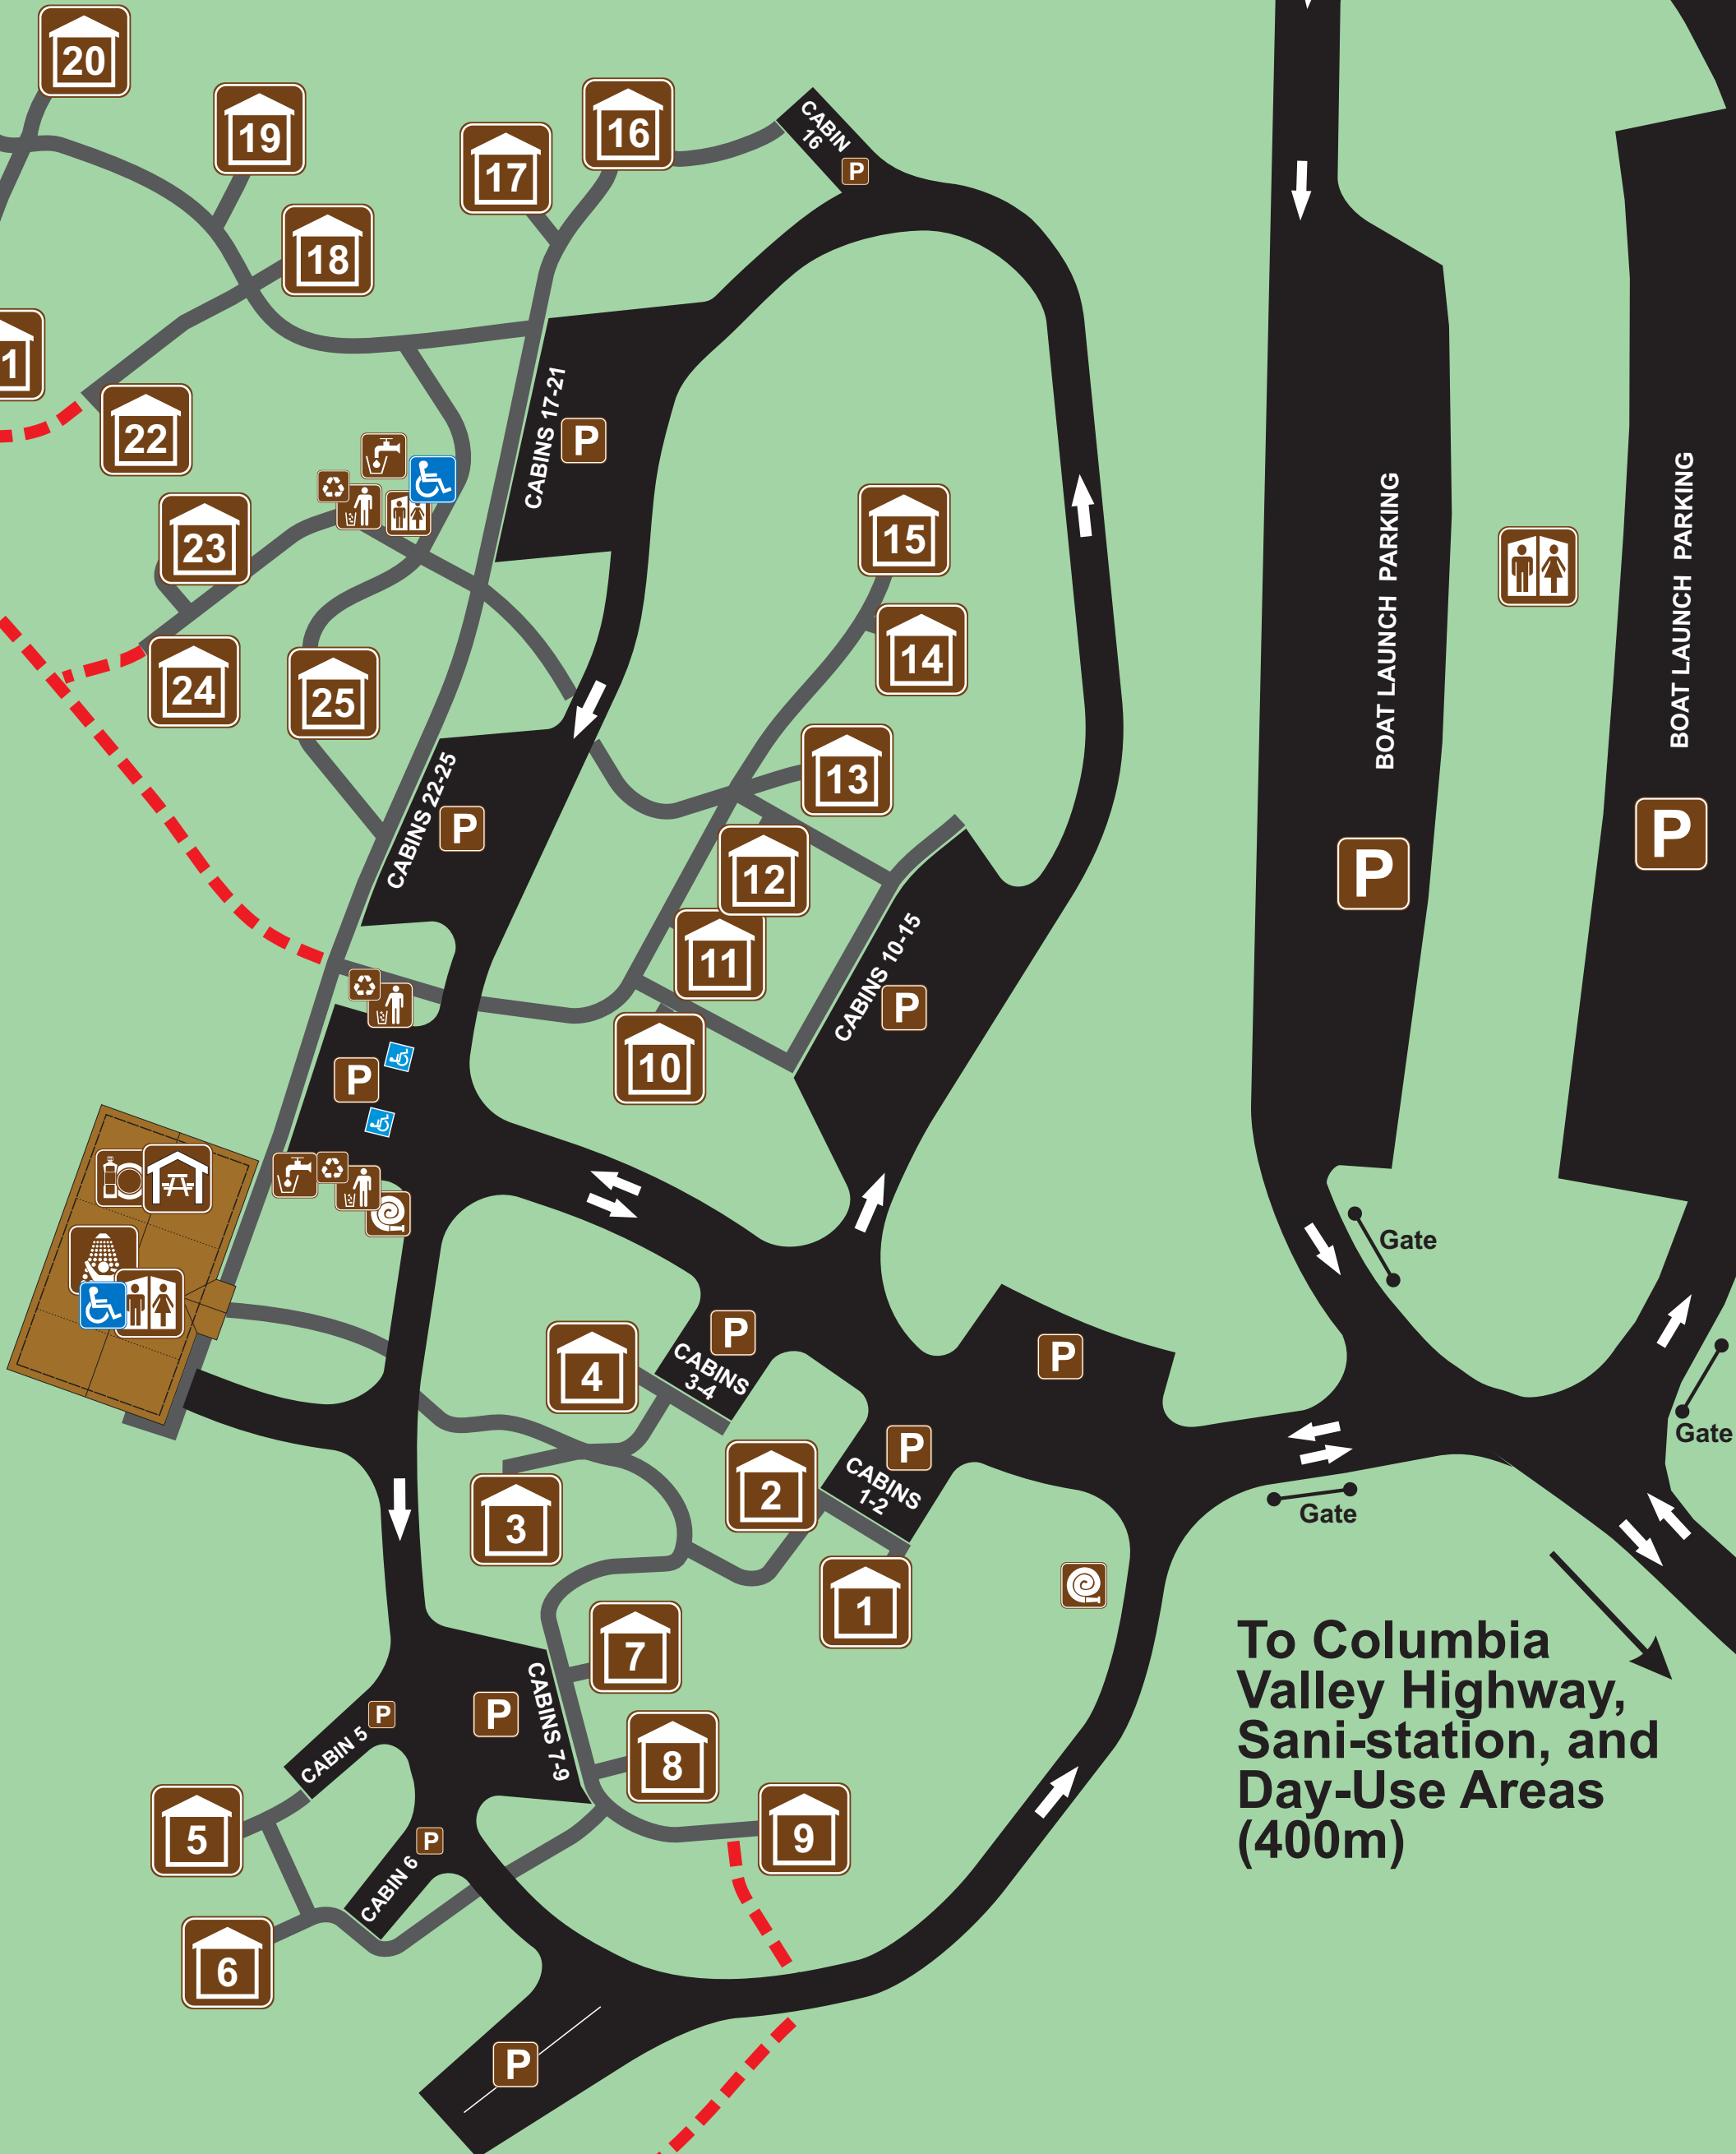 20
19
16
17
CABIN
16
P
18
1
22
CABINS 17-21
P
15
23
14
24
25
BOAT LAUNCH PARKING
BOAT LAUNCH PARKING
P
P
13
CABINS 22-25
P
12
11
CABINS 10-15
P
10
P
Gate
4
P
CABINS
3-4
P
Gate
2
P
CABINS
1-2
3
Gate
1
7
To Columbia
Valley Highway,
Sani-station, and
Day-Use Areas
(400m)
P
CABINS 7-9
CABIN 5
P
8
5
9
CABIN 6
P
6
P